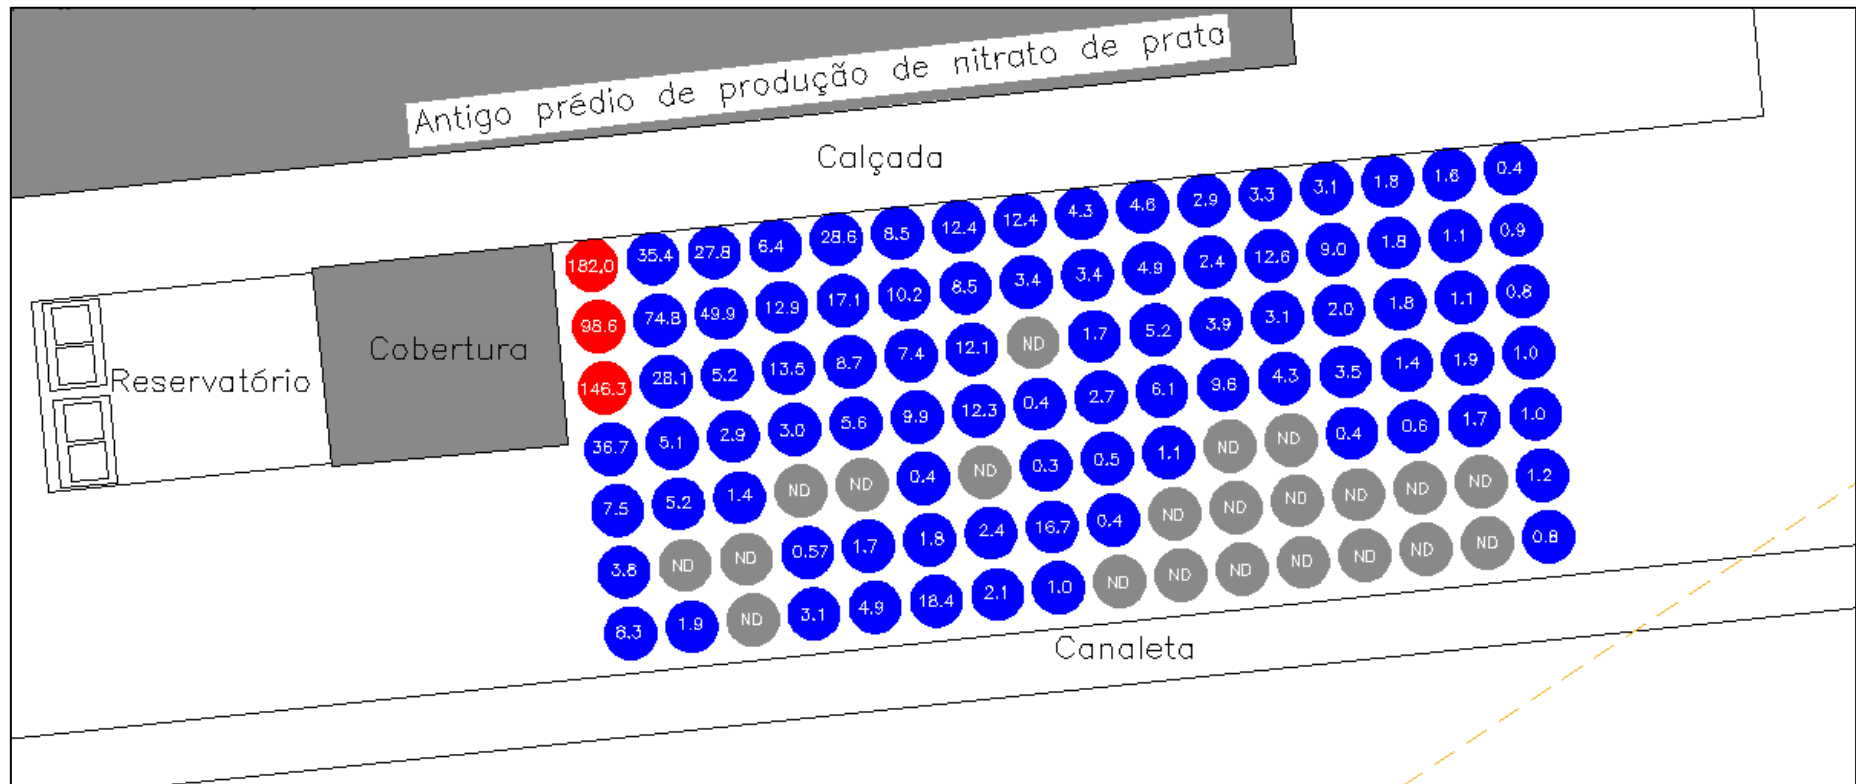 Antigo prédio de produção de nitrato de prata
Calçada
182.0 35.4 27.8 6.4 28.6 8.5 12.4 12.4 4.3 4.6 2.9 3.3 3.1 1.8 1.6 0.4
98.6 74.8 49.9 12.9 17.1 10.2 8.5 3.4 3.4 4.9 2.4 12.6 9.0 1.8 1.1 0.9
Cobertura
Reservatório
146.3 28.1 5.2 13.6 8.7 7.4 12.1 ND 1.7 5.2 3.9 3.1 2.0 1.8 1.1 0.8
36.7 5.1 2.9 3.0 5.6 9.9 12.3 0.4 2.7 6.1 9.6 4.3 3.5 1.4 1.9 1.0
7.5 5.2 1.4 ND ND 0.4 ND 0.3 0.5 1.1 ND ND 0.4 0.6 1.7 1.0
3.8 ND ND 0.57 1.7 1.8 2.4 16.7 0.4 ND ND ND ND ND ND 1.2
8.3 1.9 ND 3.1 4.9 18.4 2.1 1.0 ND ND ND ND ND ND ND 0.8
Canaleta